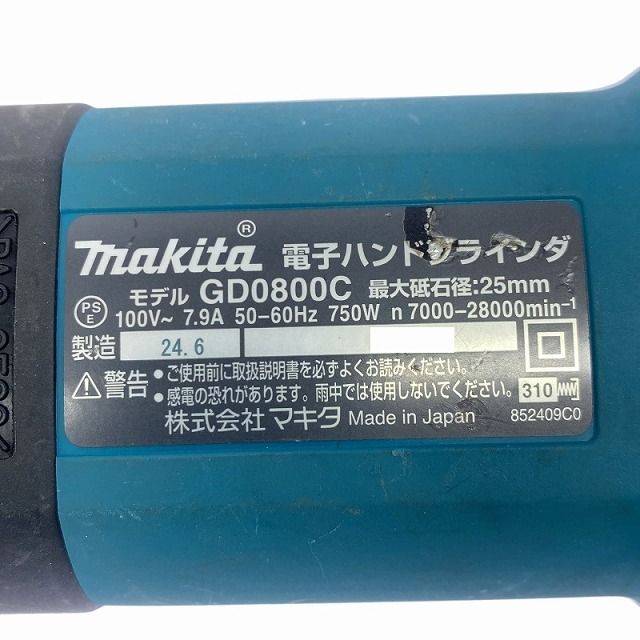 makita® 電子ハンドグラインダ
モデル GD0800C 最大砥石径:25mm
PS E 100V~ 7.9A 50-60Hz 750W n 7000-28000min⁻¹
製造 24.6
⚠警告 • ご使用前に取扱説明書を必ずよくお読みください。
• 感電の恐れがあります。雨中では使用しないでください。 310
株式会社 マキタ Made in Japan 852409C0